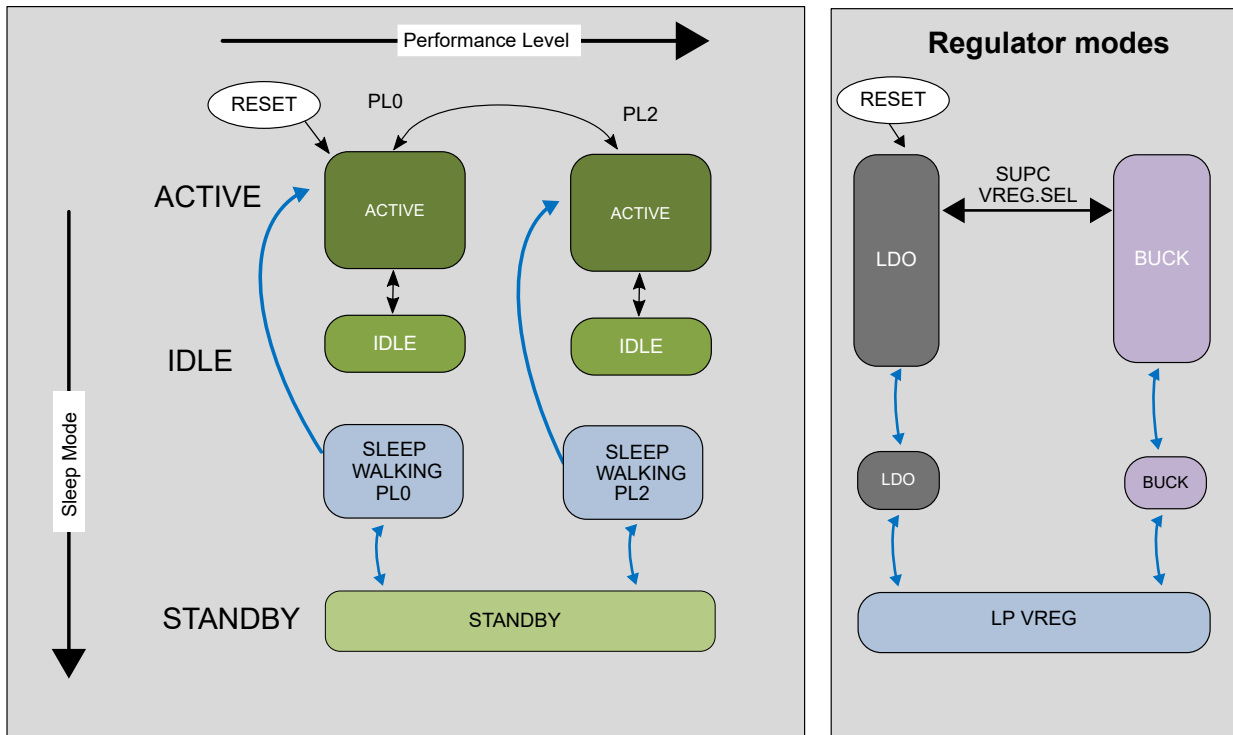 Performance Level
RESET
PL0
PL2
ACTIVE
ACTIVE
ACTIVE
IDLE
IDLE
IDLE
Sleep Mode
SLEEP
WALKING
PL0
SLEEP
WALKING
PL2
STANDBY
STANDBY
Regulator modes
RESET
SUPC
VREG.SEL
LDO
BUCK
LDO
BUCK
LP VREG